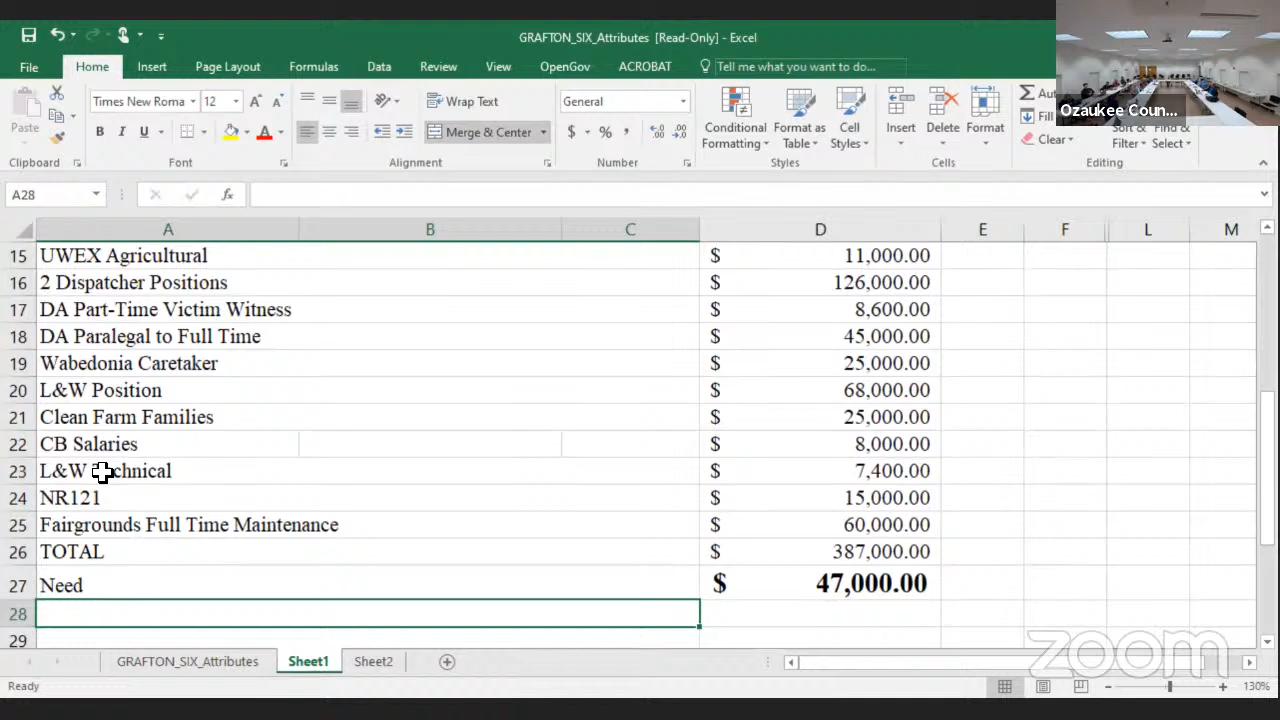 GRAFTON_SIX_Attributes [Read-Only] - Excel
File Home Insert Page Layout Formulas Data Review View OpenGov ACROBAT Tell me what you want to do...
Ozaukee Coun...
Times New Roma 12 Wrap Text General
Paste B I U Merge & Center $ % , Conditional Formatting Format as Table Cell Styles Insert Delete Format Fill Clear Sort & Filter Find & Select
Clipboard Font Alignment Number Styles Cells Editing
A28 fx
A B C D E F L M
15 UWEX Agricultural $ 11,000.00
16 2 Dispatcher Positions $ 126,000.00
17 DA Part-Time Victim Witness $ 8,600.00
18 DA Paralegal to Full Time $ 45,000.00
19 Wabedonia Caretaker $ 25,000.00
20 L&W Position $ 68,000.00
21 Clean Farm Families $ 25,000.00
22 CB Salaries $ 8,000.00
23 L&W chnical $ 7,400.00
24 NR121 $ 15,000.00
25 Fairgrounds Full Time Maintenance $ 60,000.00
26 TOTAL $ 387,000.00
27 Need $ 47,000.00
28
29
zoom
GRAFTON_SIX_Attributes Sheet1 Sheet2
Ready 130%